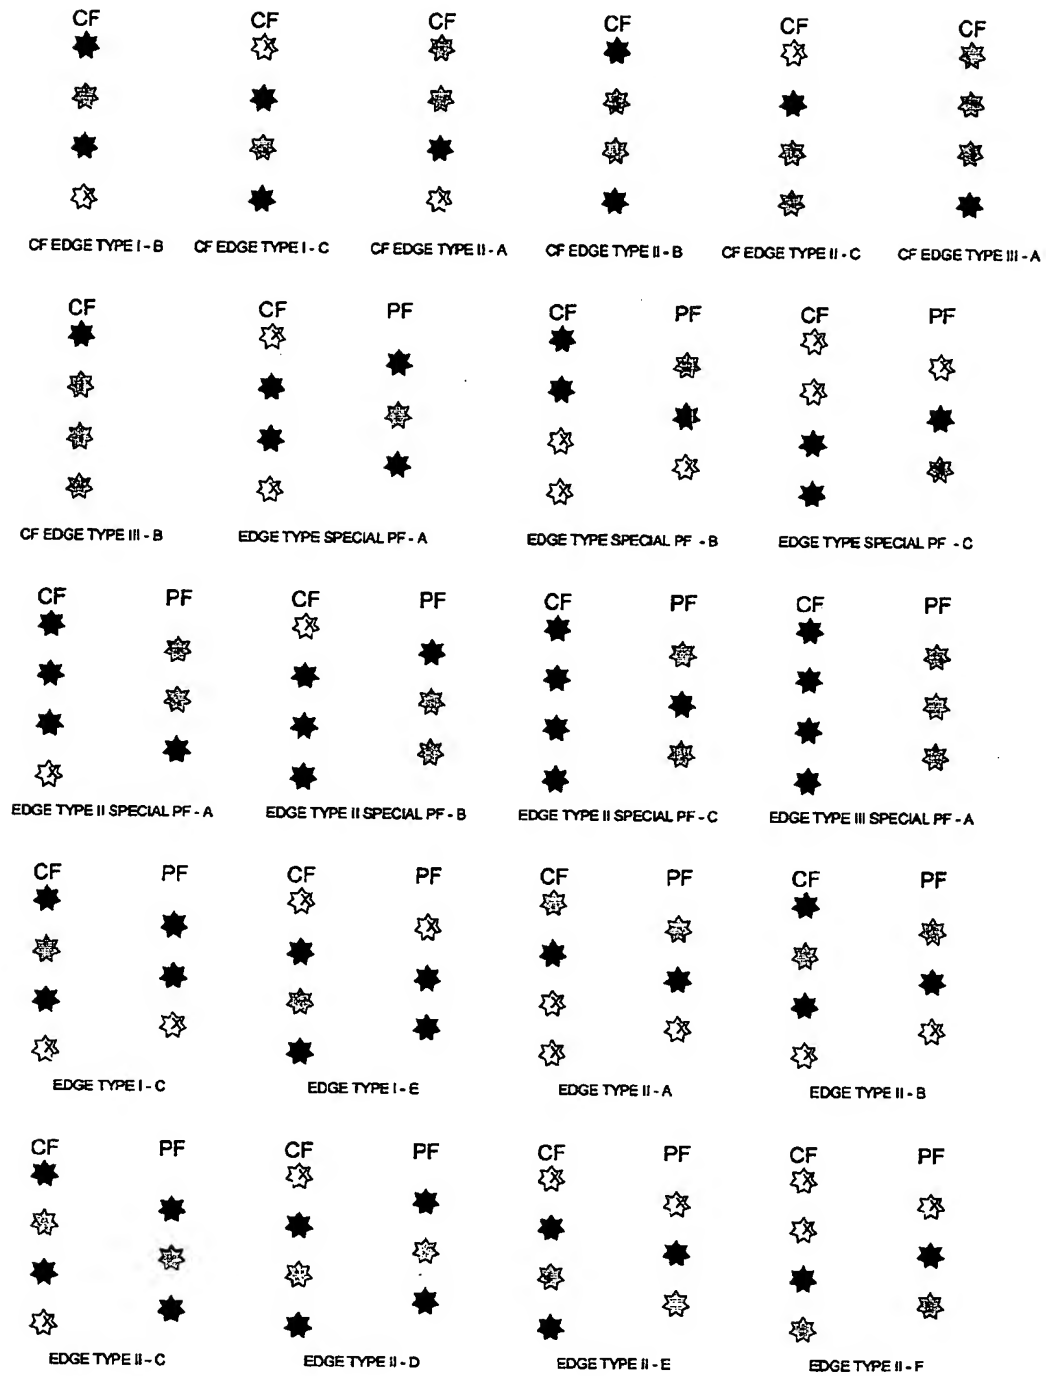 CF CF CF CF CF CF
CF EDGE TYPE I - B CF EDGE TYPE I - C CF EDGE TYPE II - A CF EDGE TYPE II - B CF EDGE TYPE II - C CF EDGE TYPE III - A
CF CF PF CF PF CF PF
CF EDGE TYPE III - B EDGE TYPE SPECIAL PF - A EDGE TYPE SPECIAL PF - B EDGE TYPE SPECIAL PF - C
CF PF CF PF CF PF CF PF
EDGE TYPE II SPECIAL PF - A EDGE TYPE II SPECIAL PF - B EDGE TYPE II SPECIAL PF - C EDGE TYPE III SPECIAL PF - A
CF PF CF PF CF PF CF PF
EDGE TYPE I - C EDGE TYPE I - E EDGE TYPE II - A EDGE TYPE II - B
CF PF CF PF CF PF CF PF
EDGE TYPE II - C EDGE TYPE II - D EDGE TYPE II - E EDGE TYPE II - F